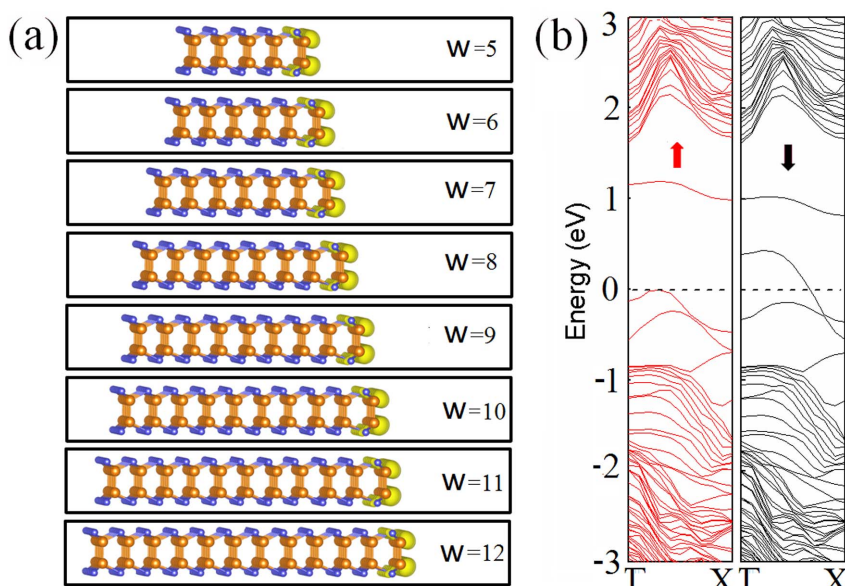 (a)
W=5
W=6
W=7
W=8
W=9
W=10
W=11
W=12
(b)
Energy (eV)
3
2
1
0
-1
-2
-3
T X T X